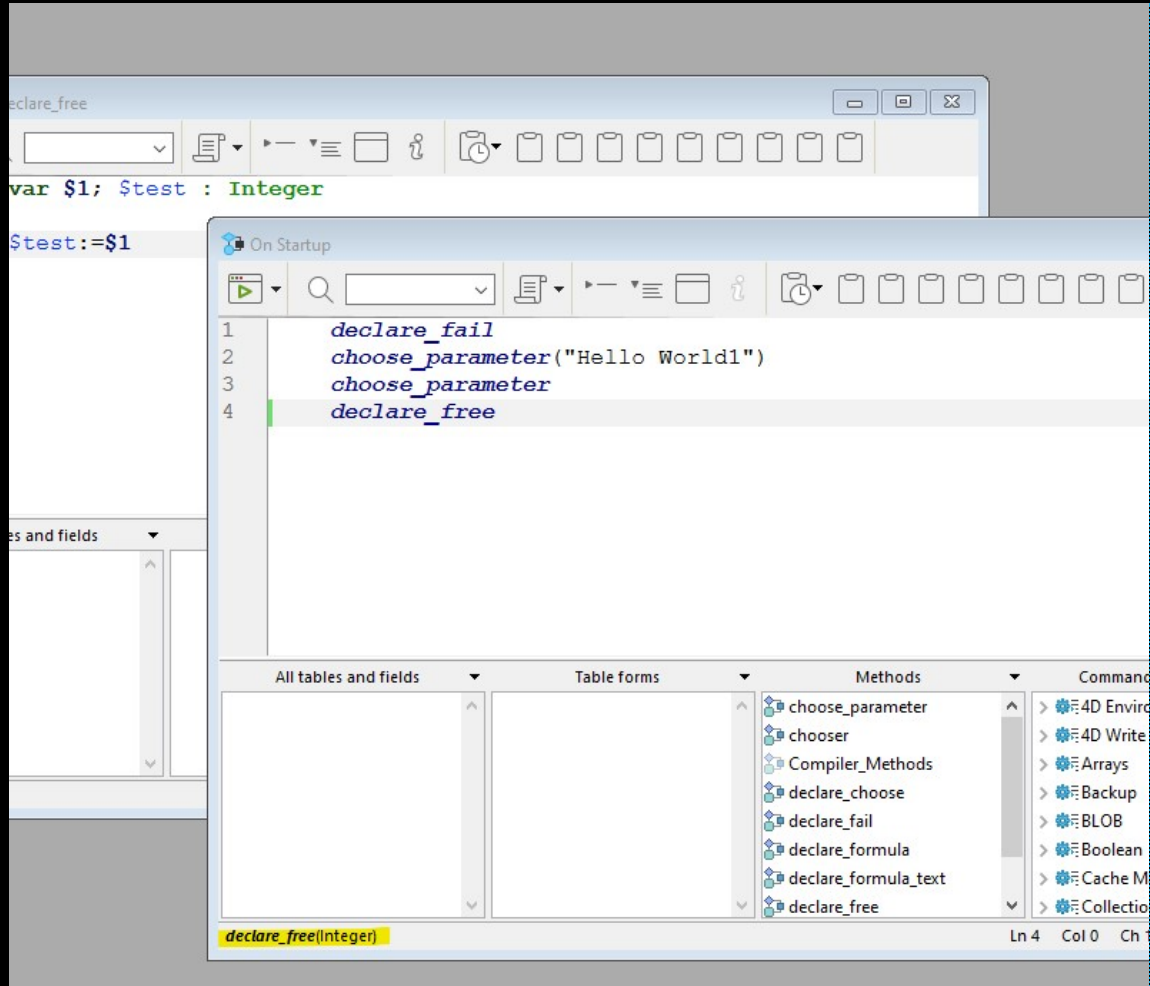 eclare_free
var $1; $test : Integer
$test:=$1
On Startup
1 declare_fail
2 choose_parameter("Hello World1")
3 choose_parameter
4 declare_free
es and fields
All tables and fields
Table forms
Methods
Command
choose_parameter
chooser
Compiler_Methods
declare_choose
declare_fail
declare_formula
declare_formula_text
declare_free
4D Enviro
4D Write
Arrays
Backup
BLOB
Boolean
Cache M
Collectio
declare_free(Integer)
Ln 4 Col 0 Ch 1